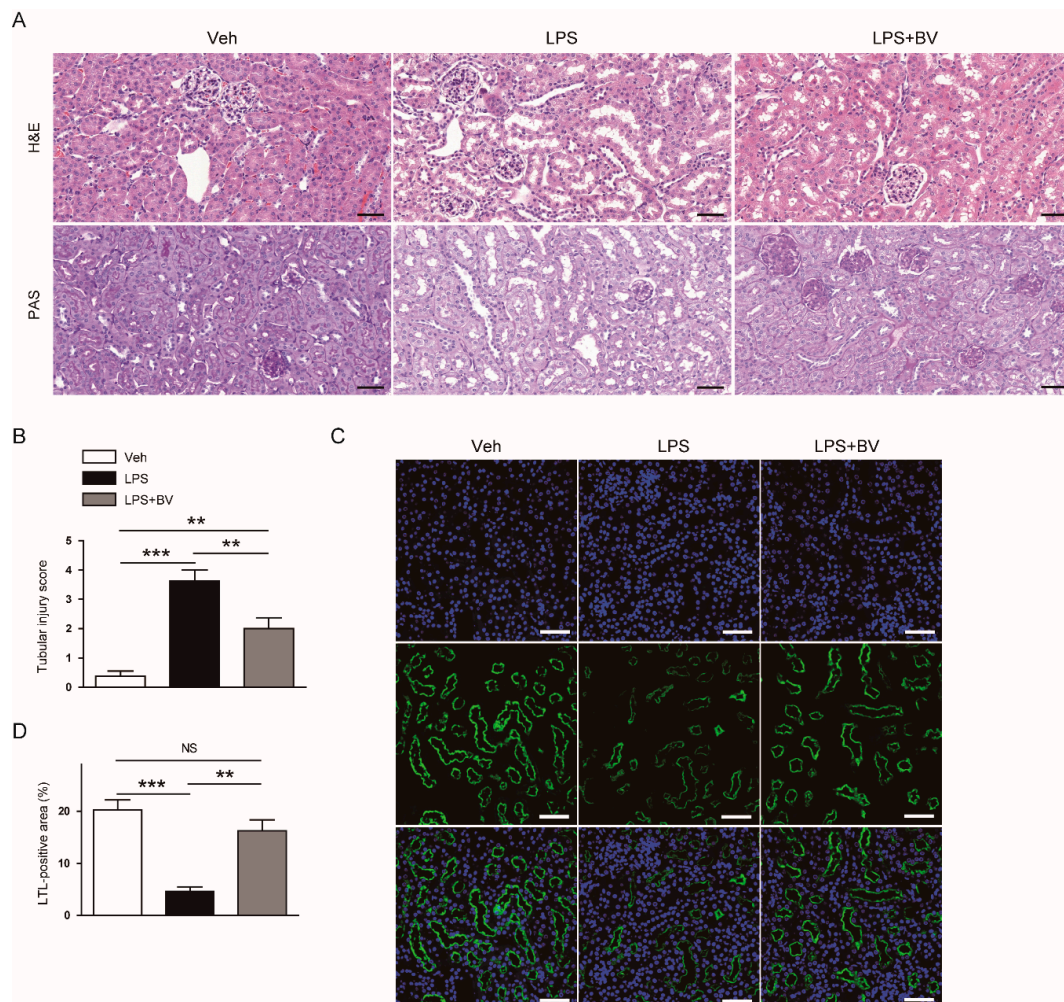 A
Veh LPS LPS+BV
H&E
PAS
B
Veh
LPS
LPS+BV
**
*** **
5
4
3
2
1
0
Tubular injury score
D
NS
*** **
20
10
0
LTL-positive area (%)
C
Veh LPS LPS+BV